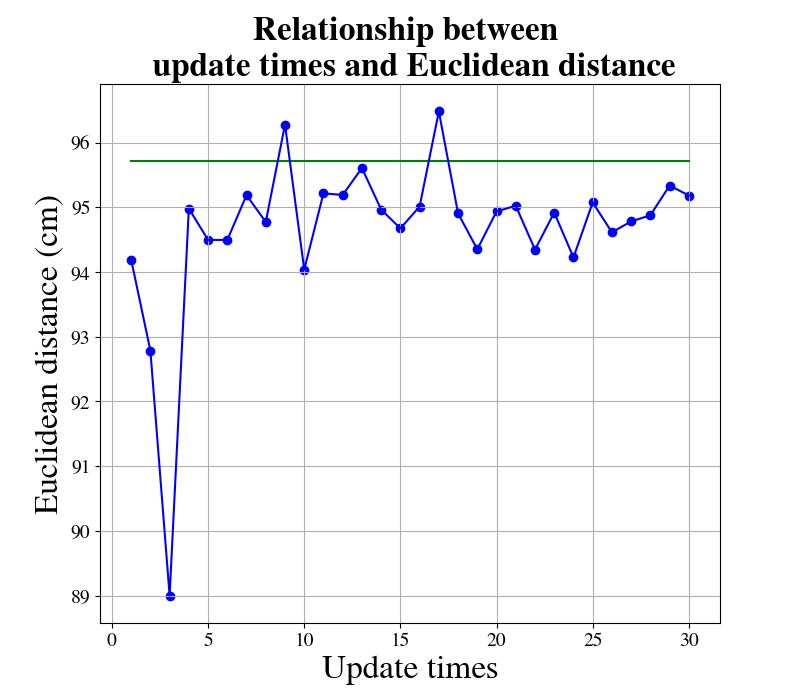 Relationship between
update times and Euclidean distance
Euclidean distance (cm)
96
95
94
93
92
91
90
89
0 5 10 15 20 25 30
Update times